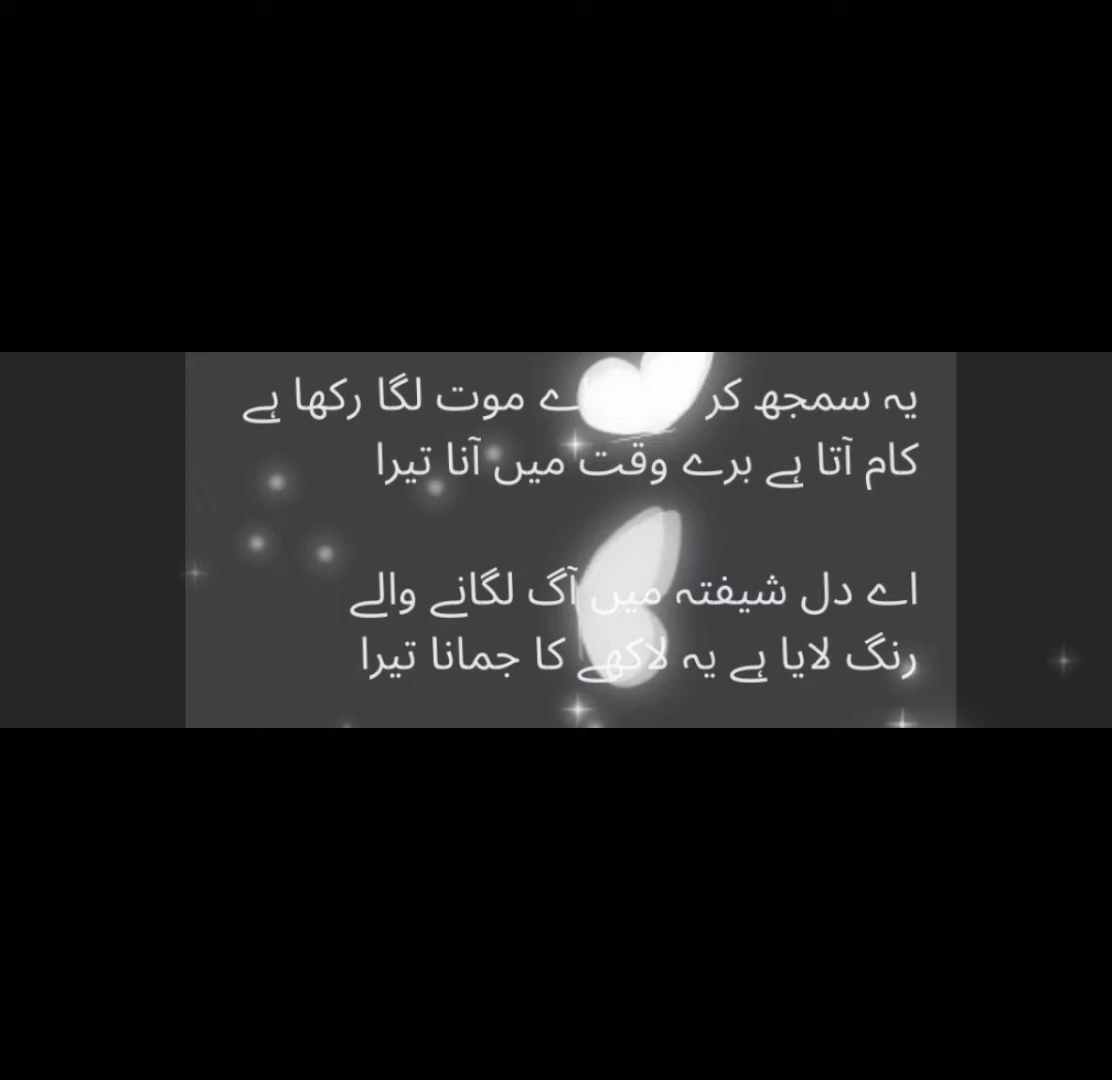 یہ سمجھ کر ے موت لگا رکھا ہے
کام آتا ہے برے وقت میں آنا تیرا
اے دل شیفتہ میں آگ لگانے والے
رنگ لایا ہے یہ لاکھے کا جمانا تیرا